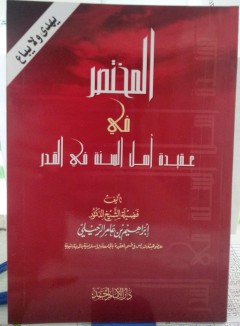 يهدى ولا يباع
المختصر
في
عقيدة أهل السنة في القدر
تأليف
فضيلة الشيخ الدكتور
إبراهيم بن عامر الرحيلي